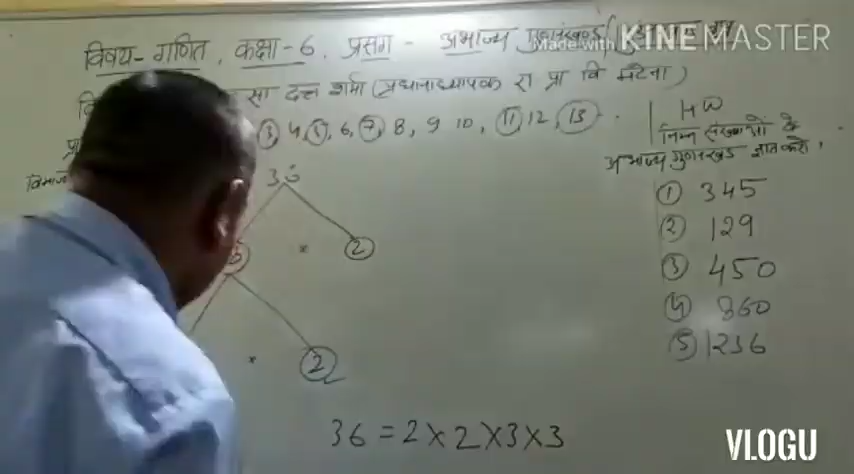 विषय- गणित, कक्षा-6, प्रसंग - अभाज्य गुणनखण्ड
Made with KINEMASTER
दत्त शर्मा (प्रधानाध्यापक रा प्रा वि
3 4, 5, 6, 7, 8, 9 10, 11, 12, 13
HW
निम्न संख्याओं के
अभाज्य गुणनखण्ड ज्ञात करो।
36
① 345
② 129
③ 450
④ 860
⑤ 1236
× 2
× 2
36 = 2 × 2 × 3 × 3
VLOGU